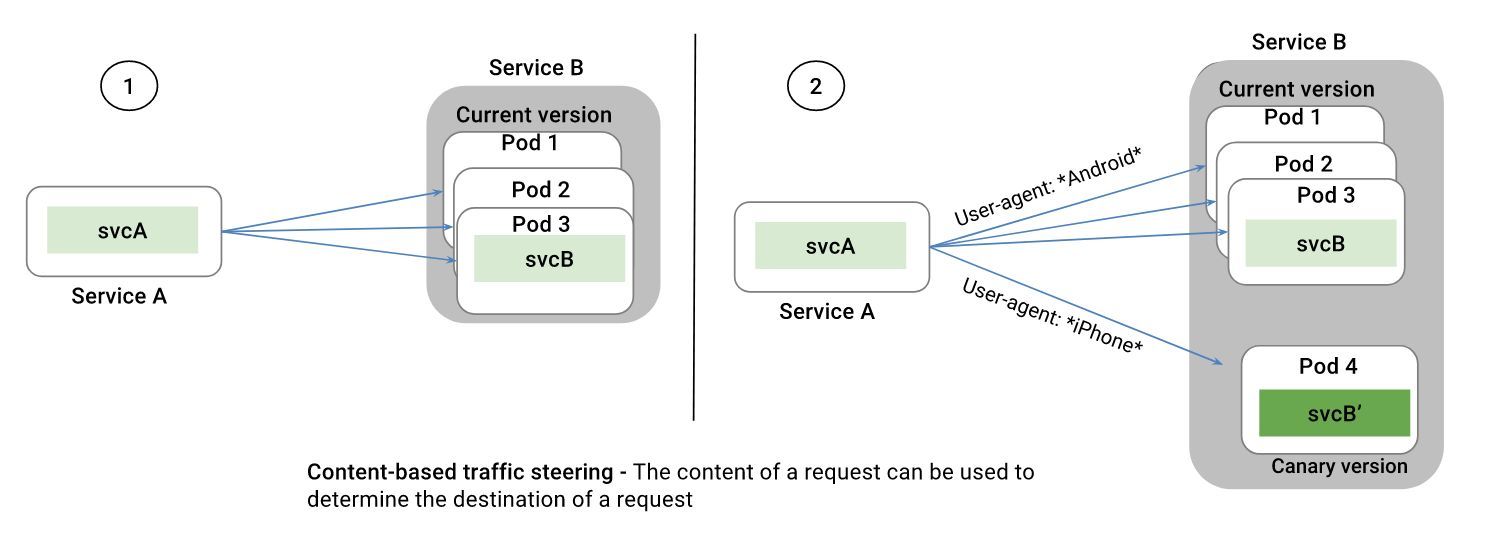 1
Service B
Current version
Pod 1
Pod 2
Pod 3
svcB
svcA
Service A
2
Service B
Current version
Pod 1
Pod 2
Pod 3
svcB
User-agent: *Android*
svcA
Service A
User-agent: *iPhone*
Pod 4
svcB’
Canary version
Content-based traffic steering - The content of a request can be used to
determine the destination of a request